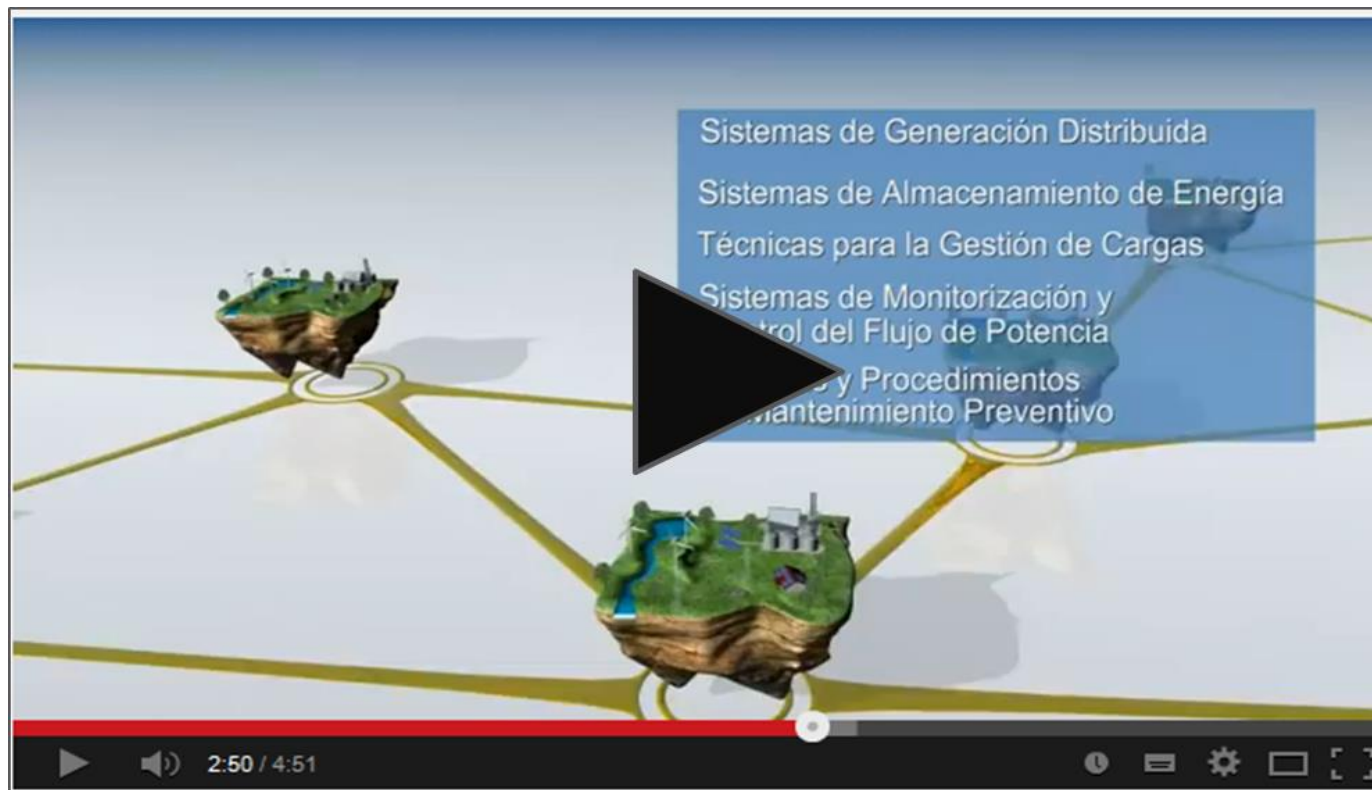 Sistemas de Generación Distribuida
Sistemas de Almacenamiento de Energía
Técnicas para la Gestión de Cargas
Sistemas de Monitorización y
del Flujo de Potencia
y Procedimientos
Mantenimiento Preventivo
2:50 / 4:51